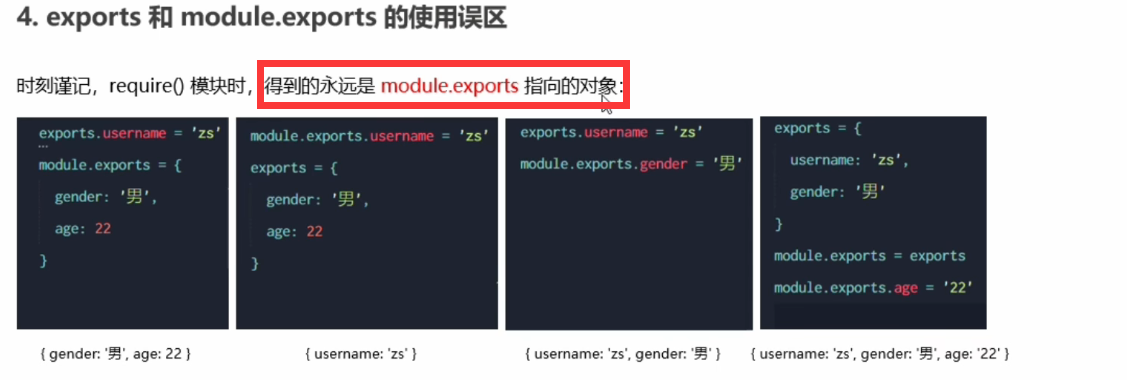 4. exports 和 module.exports 的使用误区
时刻谨记，require() 模块时，得到的永远是 module.exports 指向的对象：
exports.username = 'zs'
module.exports = {
gender: '男',
age: 22
}
module.exports.username = 'zs'
exports = {
gender: '男',
age: 22
}
exports.username = 'zs'
module.exports.gender = '男'
exports = {
username: 'zs',
gender: '男'
}
module.exports = exports
module.exports.age = '22'
{ gender: '男', age: 22 }
{ username: 'zs' }
{ username: 'zs', gender: '男' }
{ username: 'zs', gender: '男', age: '22' }